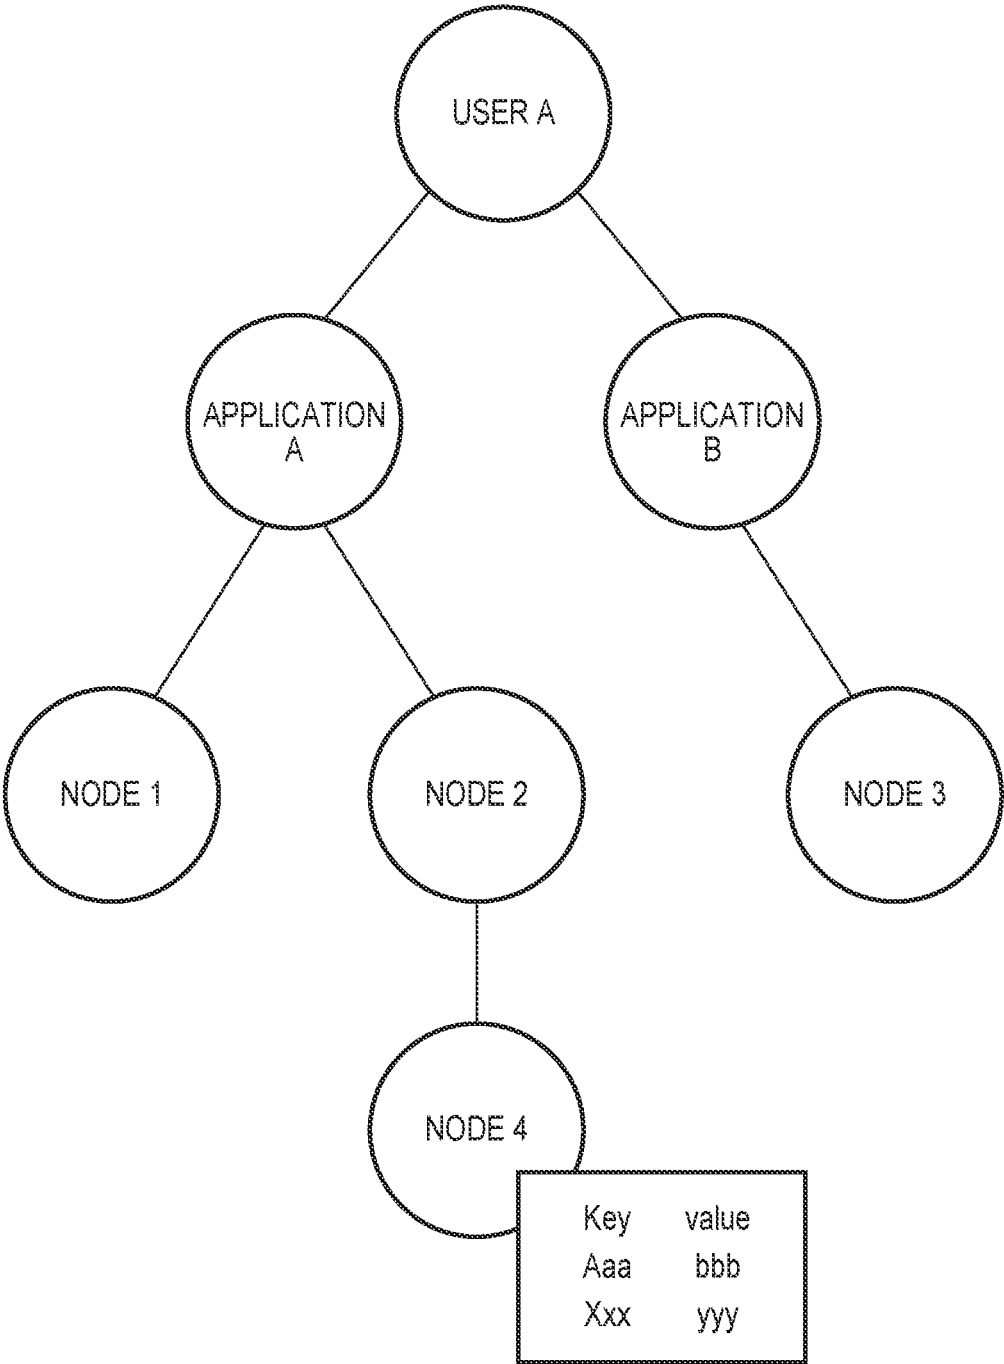 USER A
APPLICATION
A
APPLICATION
B
NODE 1
NODE 2
NODE 3
NODE 4
Key value
Aaa bbb
Xxx yyy